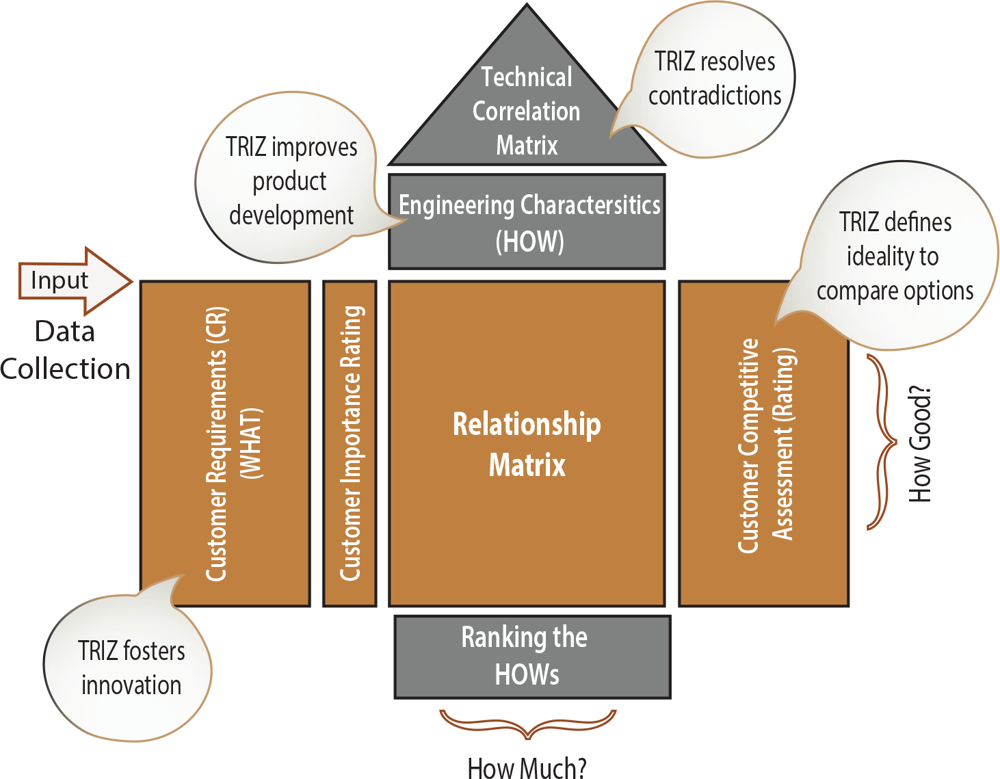 Technical
Correlation
Matrix
TRIZ resolves
contradictions
TRIZ improves
product
development
Engineering Charactersitics
(HOW)
TRIZ defines
ideality to
compare options
Input
Data
Collection
Customer Requirements (CR)
(WHAT)
Customer Importance Rating
Relationship
Matrix
Customer Competitive
Assessment (Rating)
How Good?
TRIZ fosters
innovation
Ranking the
HOWs
How Much?